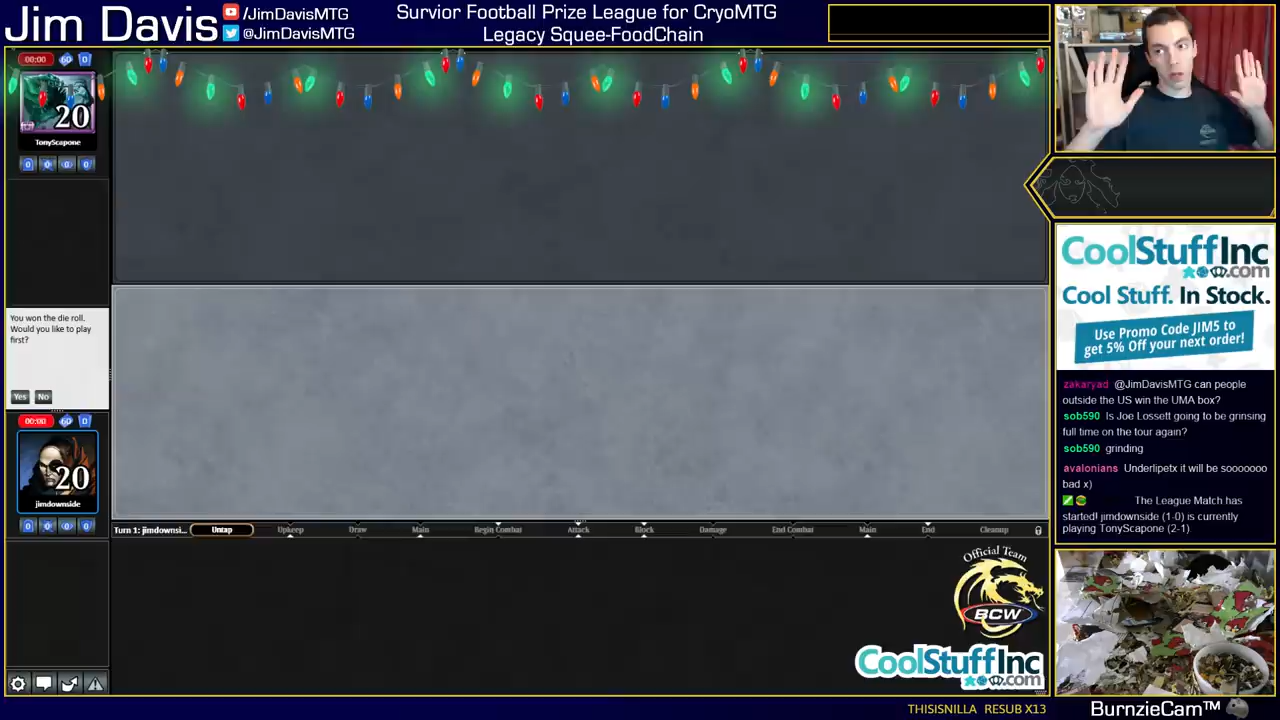 Jim Davis
/JimDavisMTG
@JimDavisMTG
Survior Football Prize League for CryoMTG
Legacy Squee-FoodChain
00:00
60
0
20
TonyScapone
0
0
0
0
You won the die roll.
Would you like to play
first?
Yes
No
00:00
60
0
20
jimdownside
0
0
0
0
Turn 1: jimdownsi...
Untap
Upkeep
Draw
Main
Begin Combat
Attack
Block
Damage
End Combat
Main
End
Cleanup
Official Team
BCW
CoolStuffInc
.com
CoolStuffInc
.com
Cool Stuff. In Stock.
Use Promo Code JIM5 to
get 5% Off your next order!
zakaryad @JimDavisMTG can people
outside the US win the UMA box?
sob590 Is Joe Lossett going to be grinsing
full time on the tour again?
sob590 grinding
avalonians Underlipetx it will be sooooooo
bad x)
The League Match has
started! jimdownside (1-0) is currently
playing TonyScapone (2-1)
THISISNILLA RESUB X13
BurnzieCam™